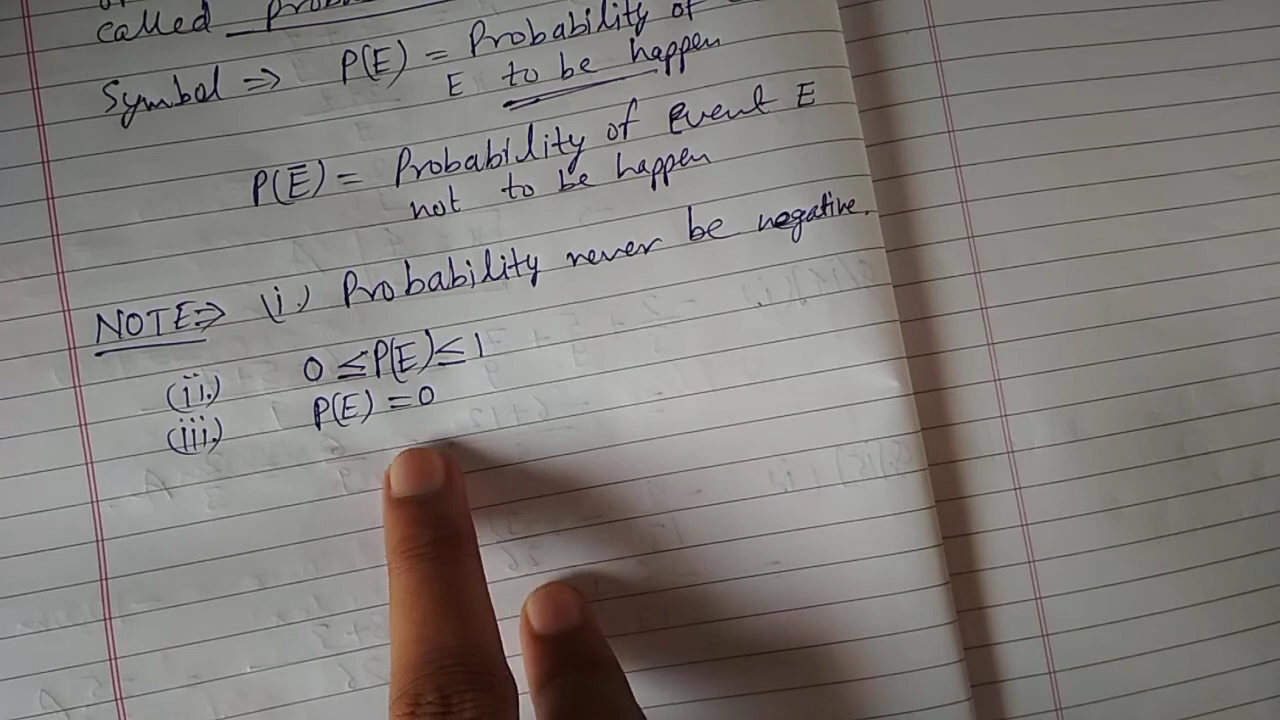 called
Symbol ⇒ P(E) = Probability of
E to be happen
P(Ē) = Probability of Event E
not to be happen
NOTE:⇒ (i.) Probability never be negative.
(ii.) 0 ≤ P(E) ≤ 1
(iii.) P(E) = 0